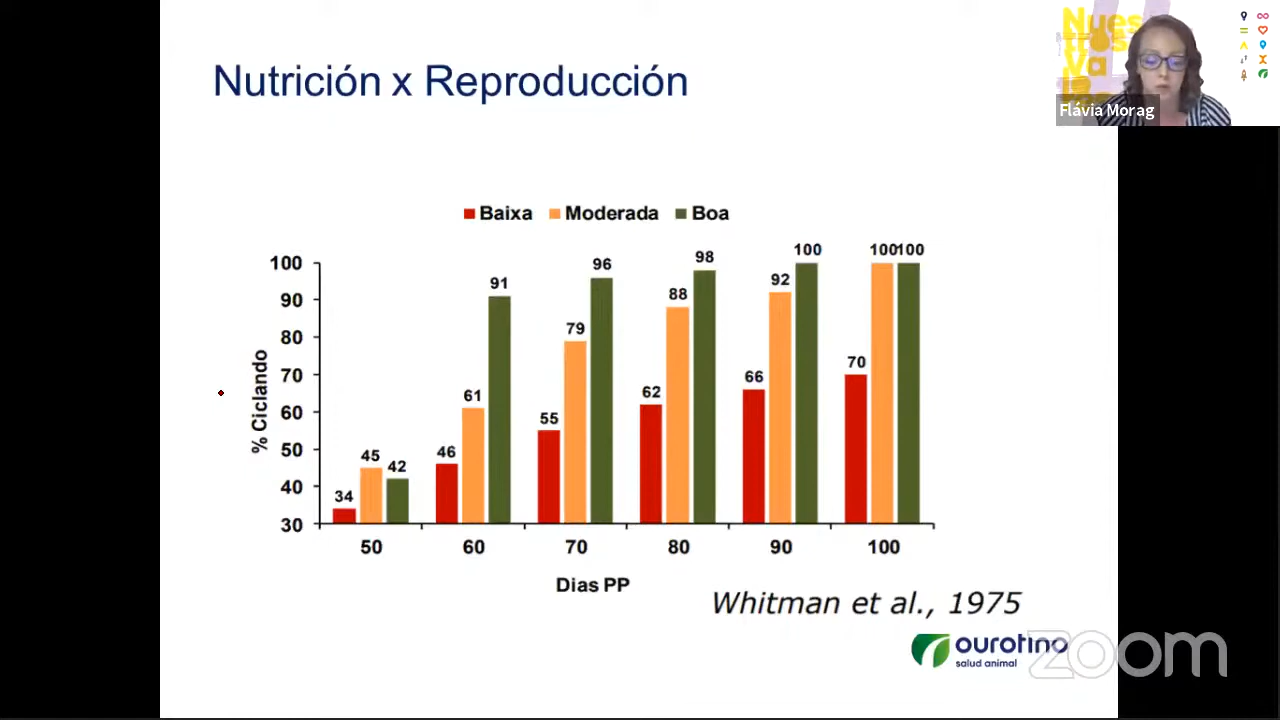 Nutrición x Reproducción
Flávia Morag
Baixa Moderada Boa
% Ciclando
100
90
80
70
60
50
40
30
34 45 42
46 61 91
55 79 96
62 88 98
66 92 100
70 100 100
50 60 70 80 90 100
Dias PP
Whitman et al., 1975
ourofino
salud animal
zoom